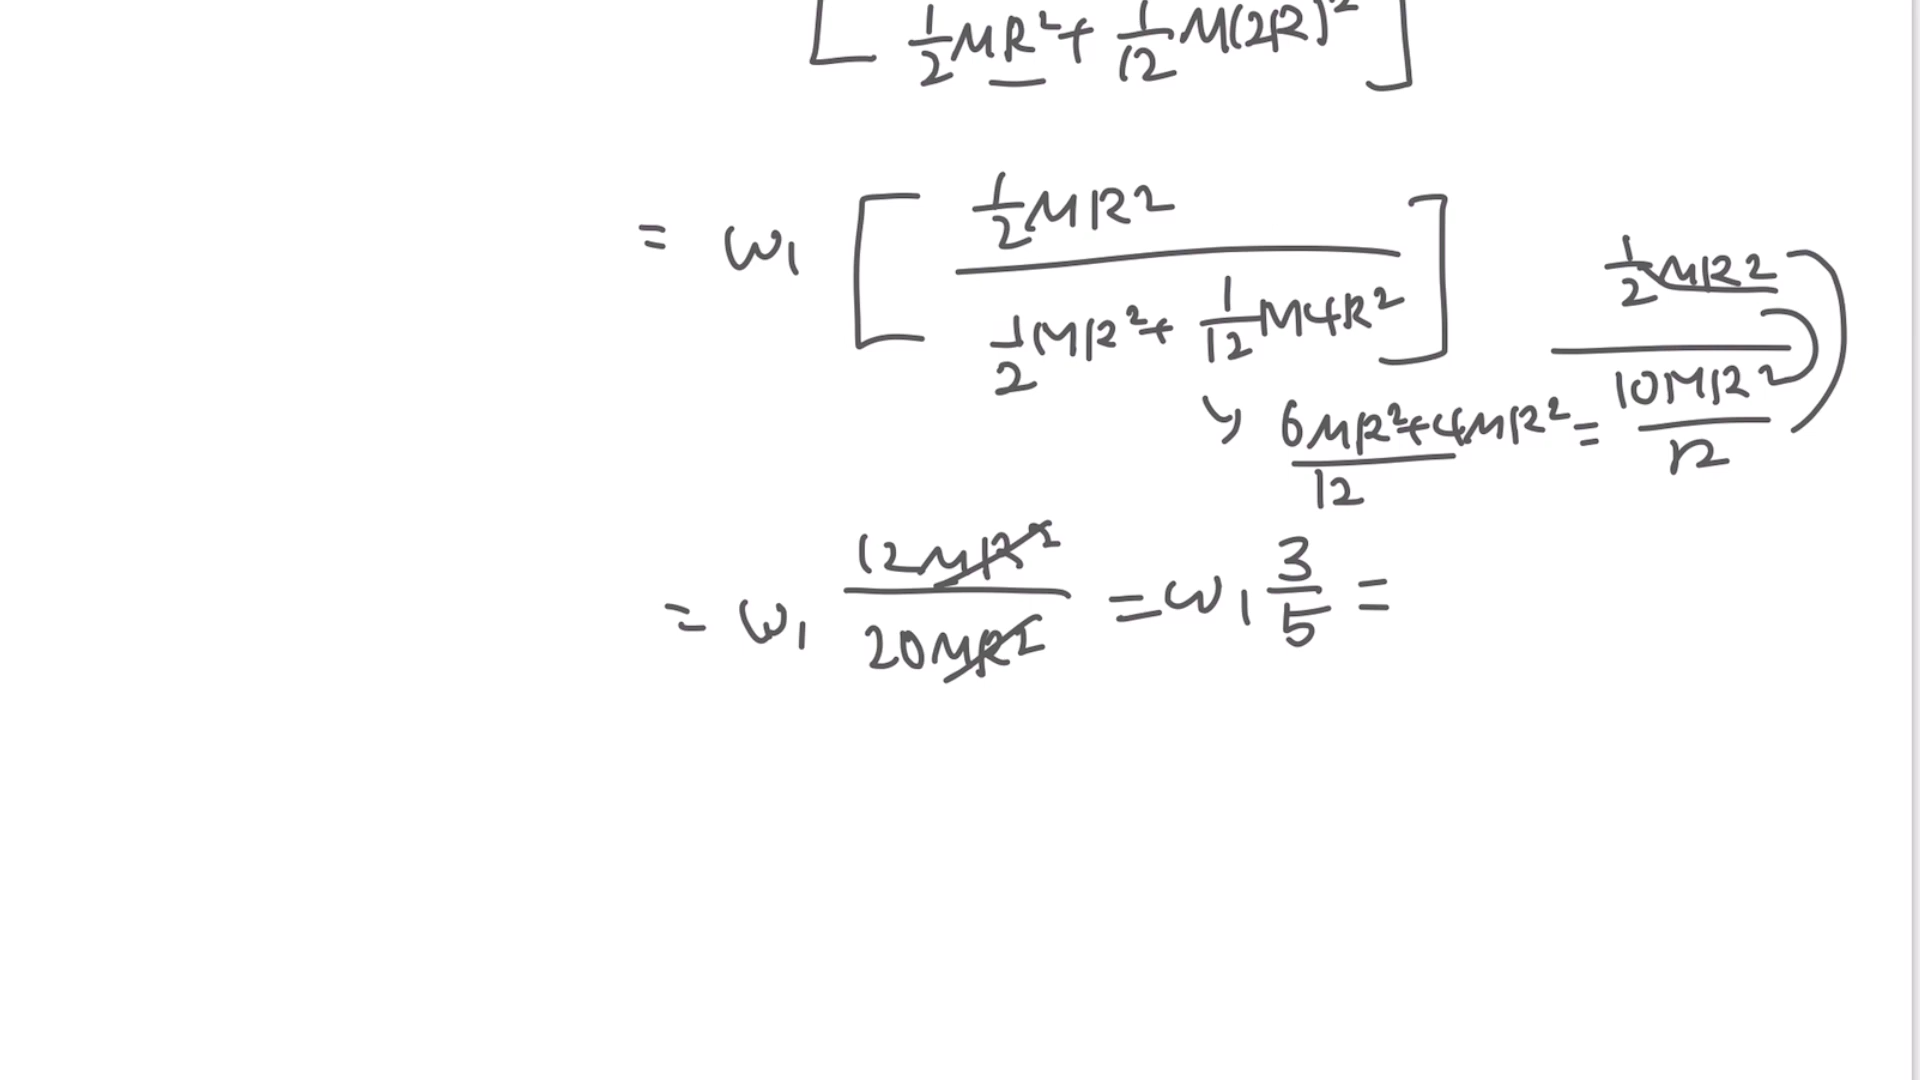 [ 1/2 MR² + 1/12 M(2R)² ]
= ω₁ [ 1/2 MR² / 1/2 MR² + 1/12 M4R² ]
1/2 MR² / 10MR² / 12
↳ 6MR² + 4MR² / 12 =
= ω₁ 12MR² / 20MR² = ω₁ 3/5 =